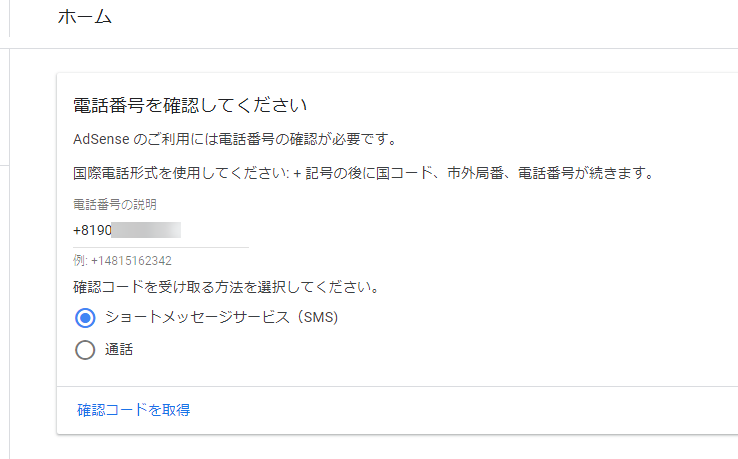 ホーム
電話番号を確認してください
AdSense のご利用には電話番号の確認が必要です。
国際電話形式を使用してください: + 記号の後に国コード、市外局番、電話番号が続きます。
電話番号の説明
+8190
例: +14815162342
確認コードを受け取る方法を選択してください。
ショートメッセージサービス（SMS)
通話
確認コードを取得